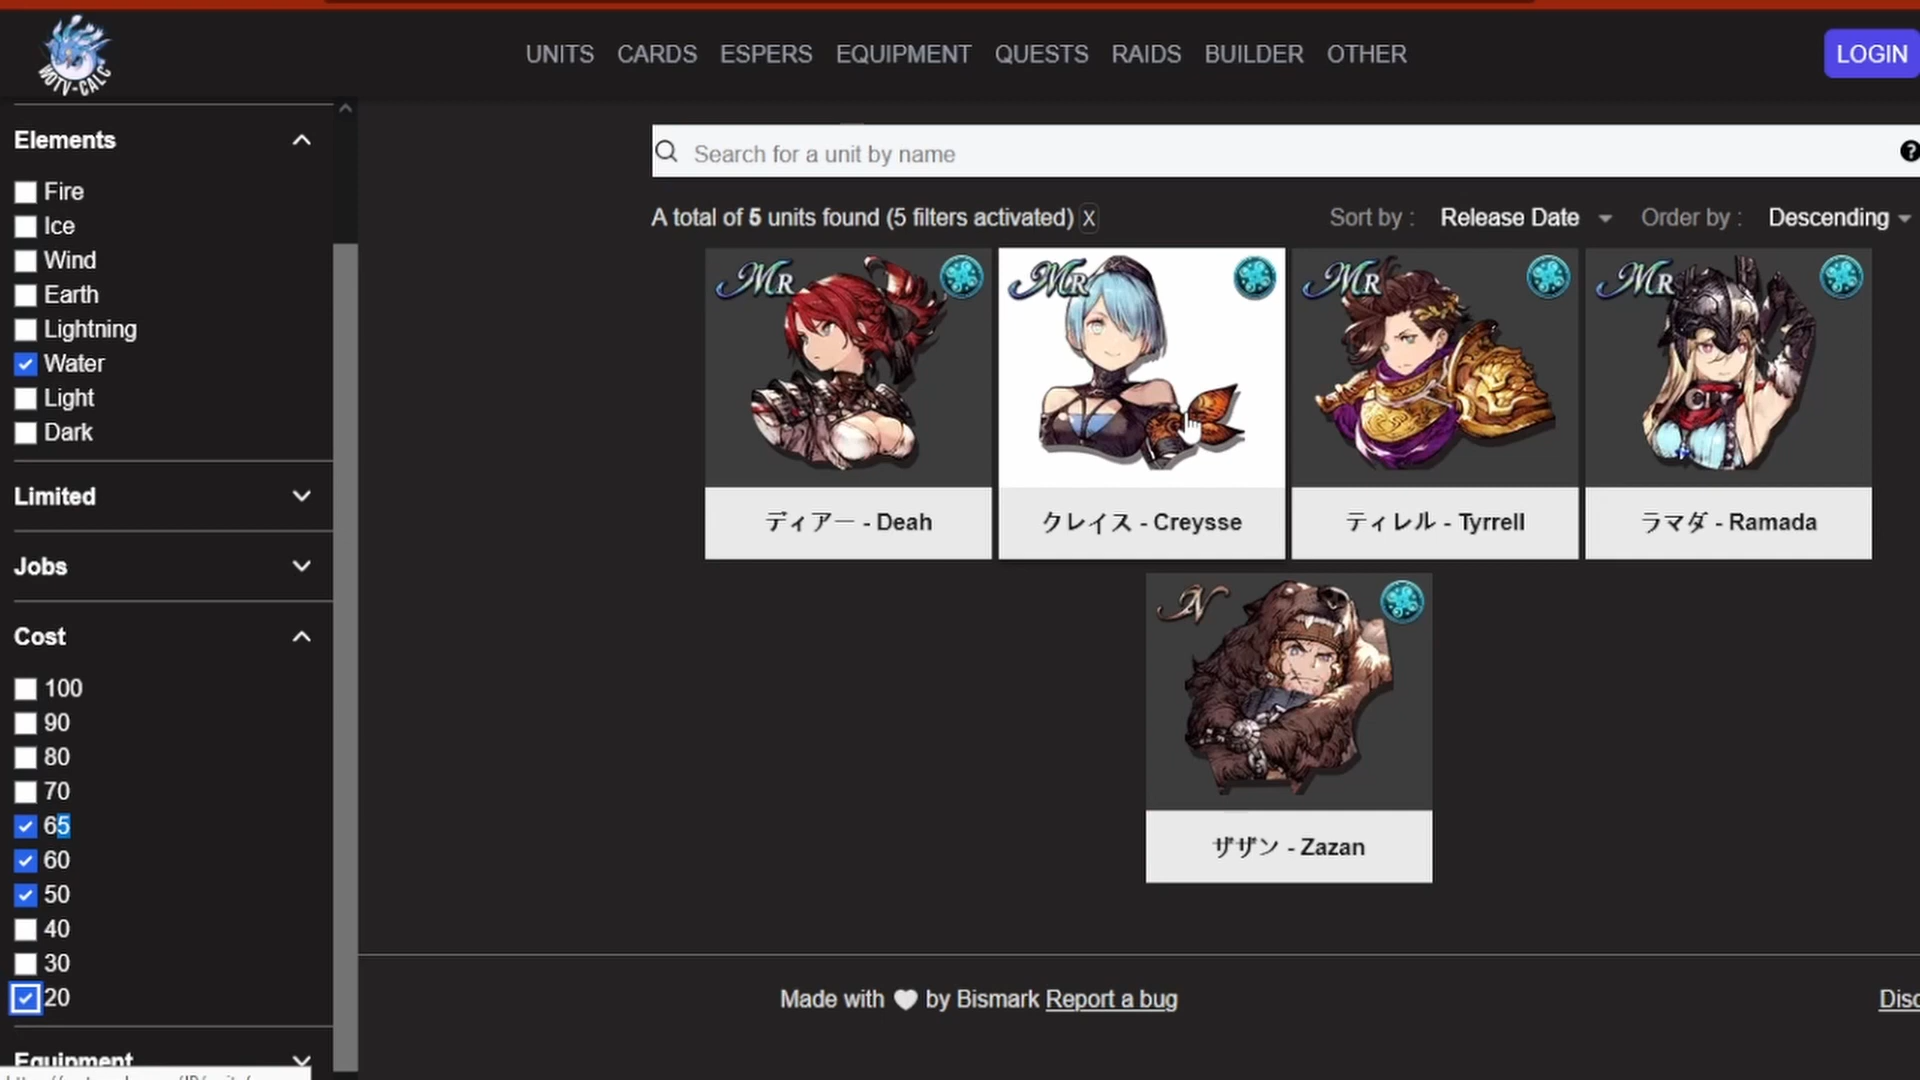 WOTV-CALC
UNITS CARDS ESPERS EQUIPMENT QUESTS RAIDS BUILDER OTHER
LOGIN
Elements
Fire
Ice
Wind
Earth
Lightning
Water
Light
Dark
Limited
Jobs
Cost
100
90
80
70
65
60
50
40
30
20
Equipment
Search for a unit by name
?
A total of 5 units found (5 filters activated) X
Sort by : Release Date Order by : Descending
MR
MR
MR
MR
ディアー - Deah
クレイス - Creysse
ティレル - Tyrrell
ラマダ - Ramada
N
ザザン - Zazan
Made with by Bismark Report a bug